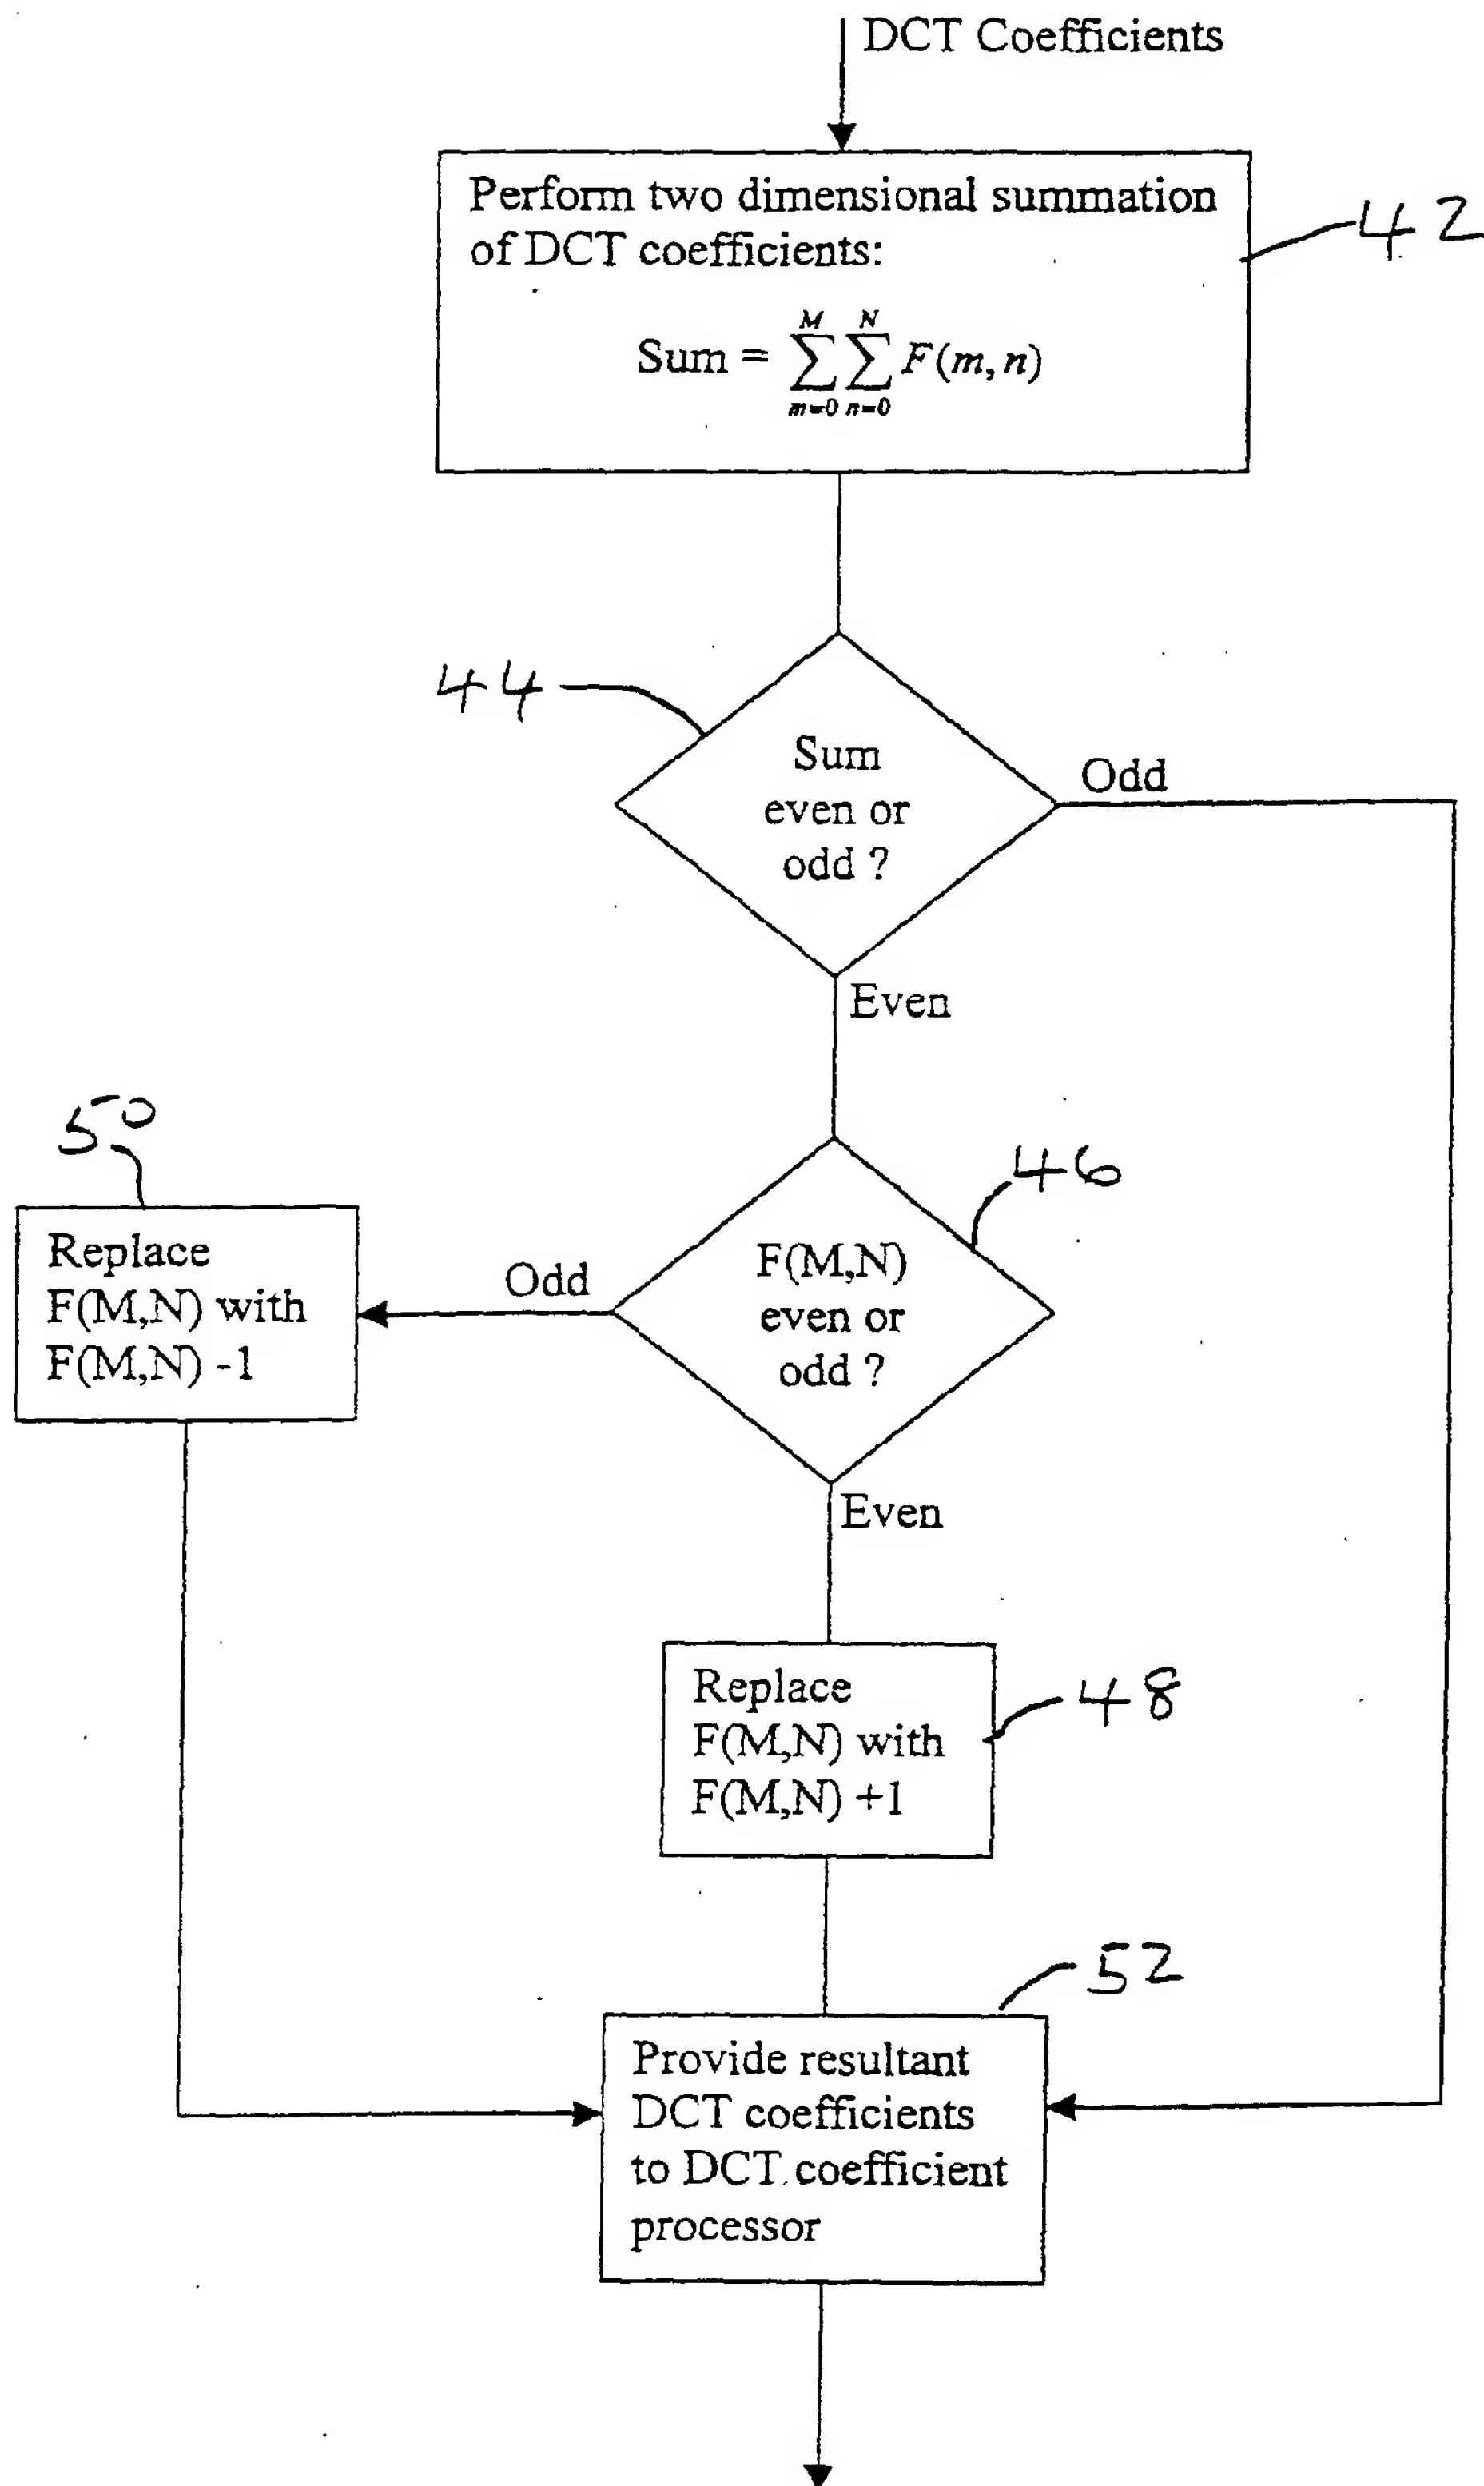 DCT Coefficients
Perform two dimensional summation
of DCT coefficients:
Sum = \sum_{m=0}^{M} \sum_{n=0}^{N} F(m,n)
42
44
Sum
even or
odd ?
Odd
Even
50
46
Replace
F(M,N) with
F(M,N) -1
Odd
F(M,N)
even or
odd ?
Even
Replace
F(M,N) with
F(M,N) +1
48
52
Provide resultant
DCT coefficients
to DCT coefficient
processor